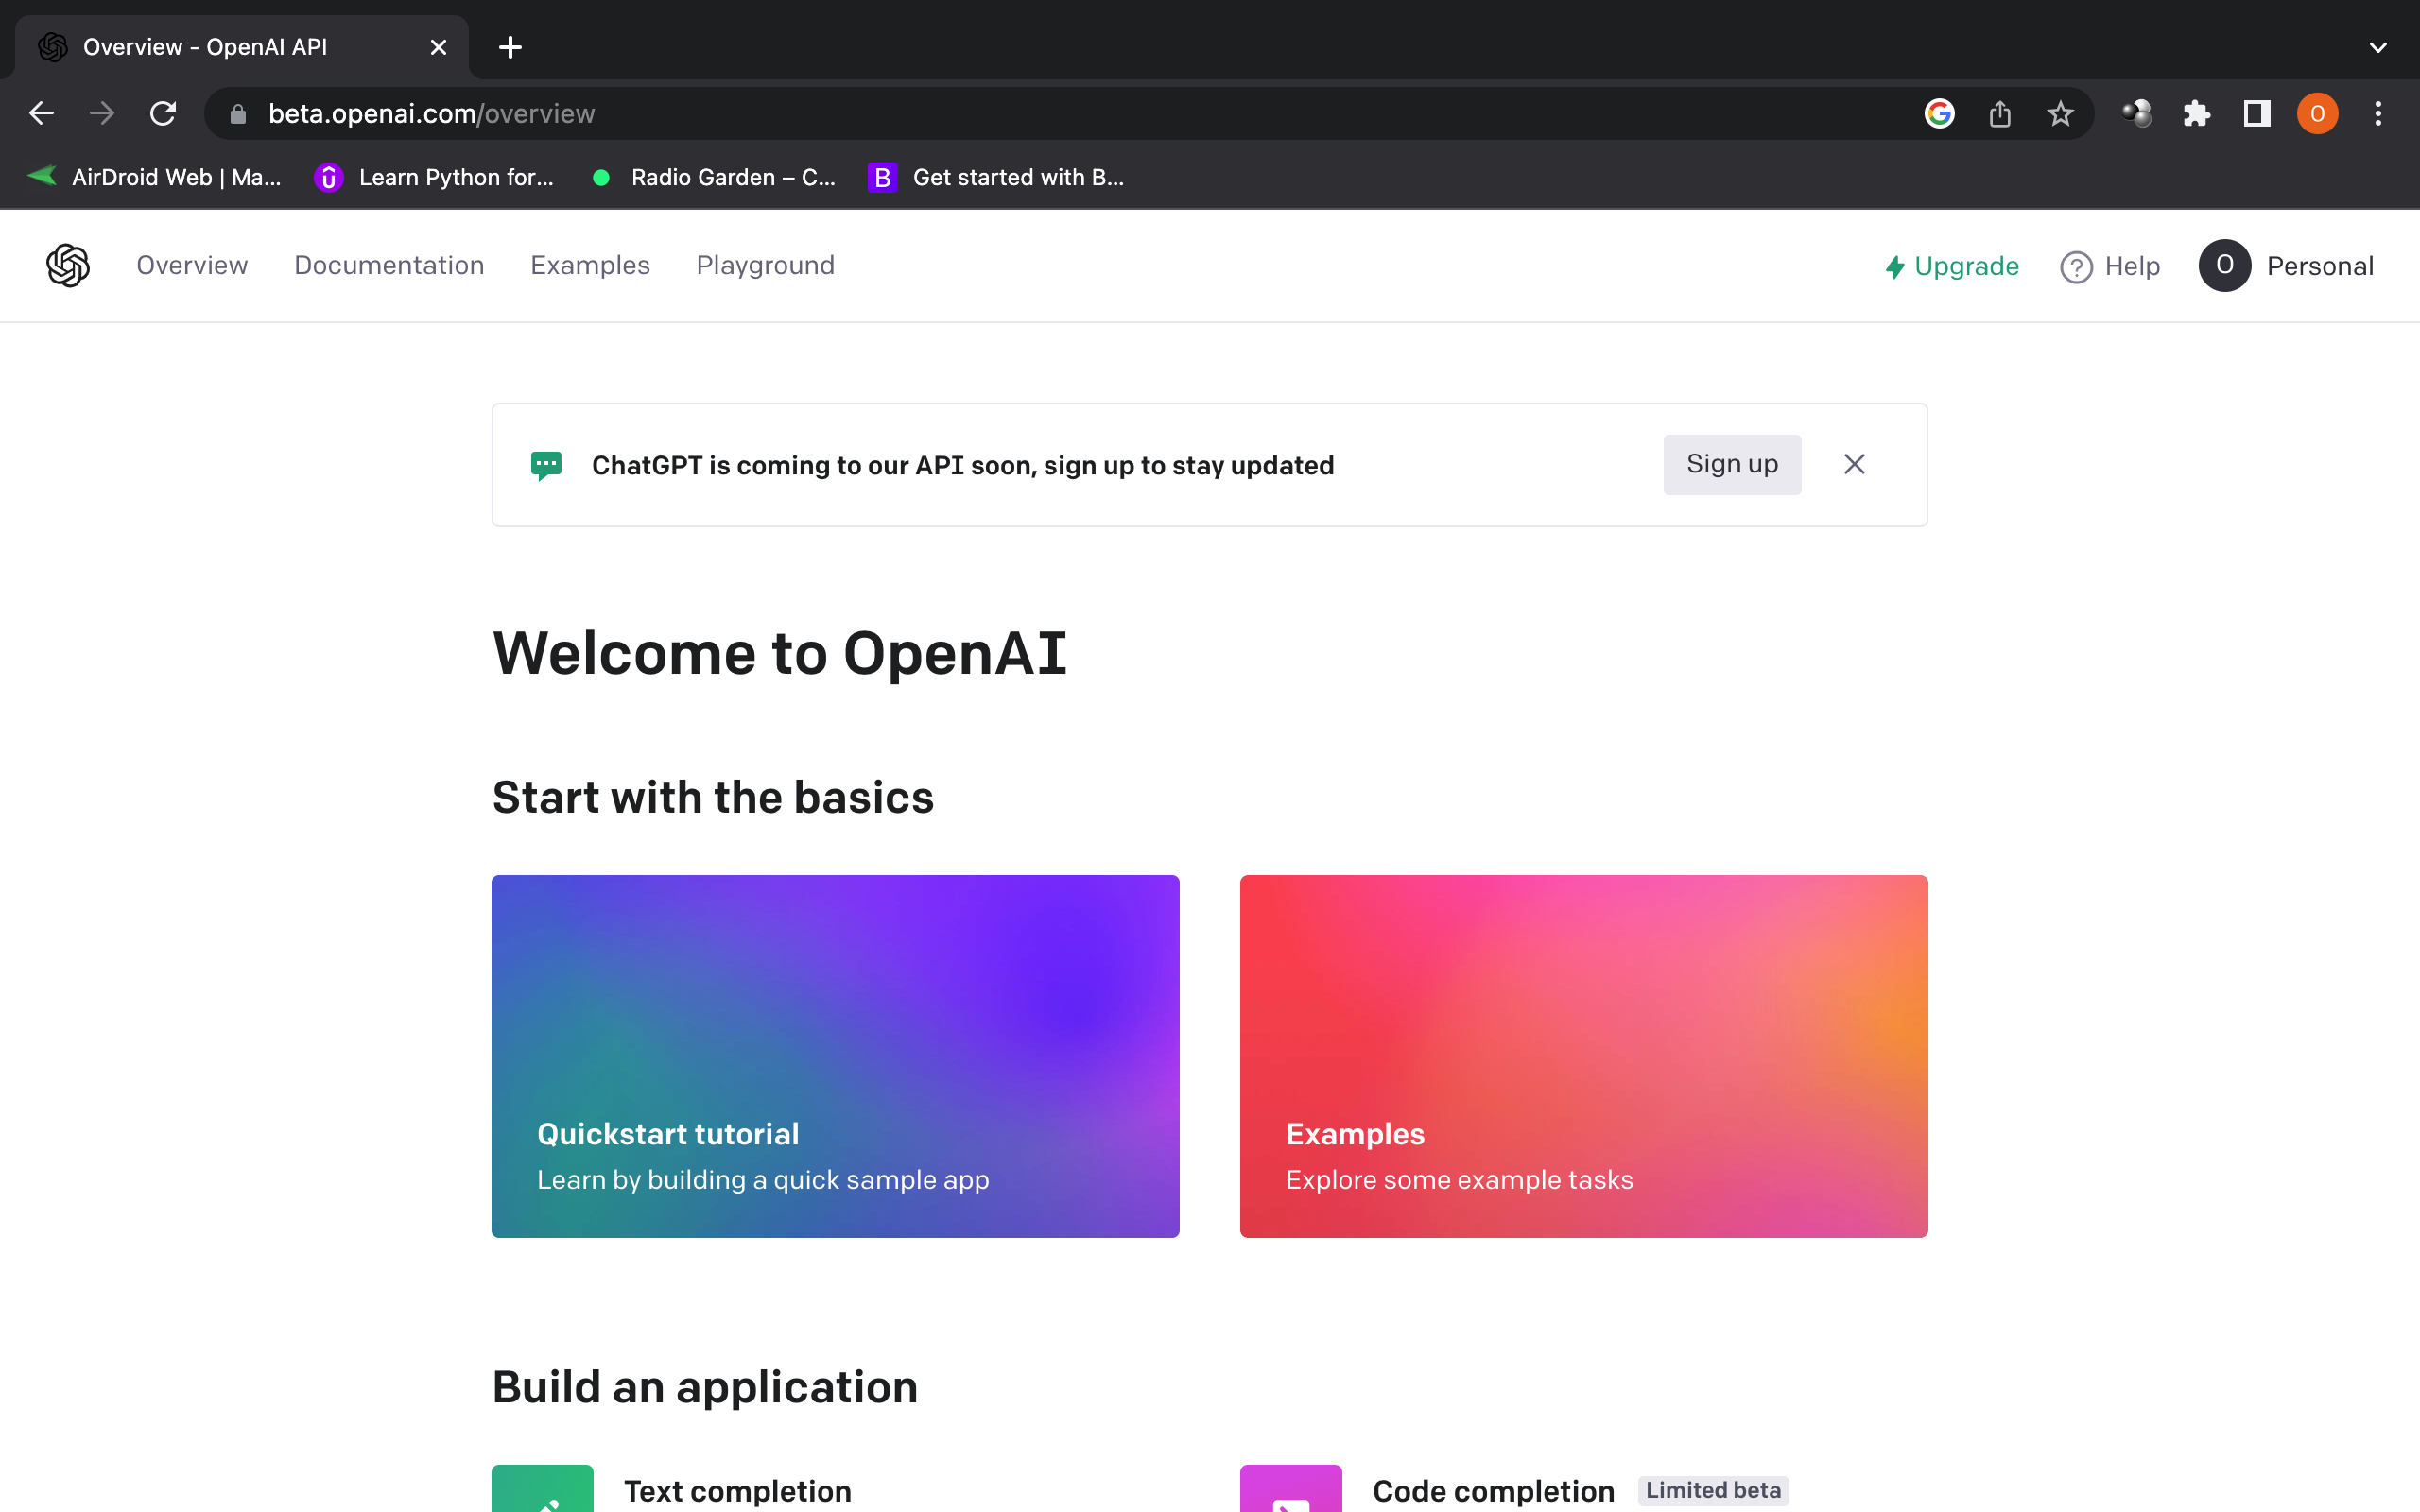 Overview - OpenAI API
beta.openai.com/overview
O
AirDroid Web | Ma...
Learn Python for...
Radio Garden – C...
B Get started with B...
Overview Documentation Examples Playground
Upgrade
? Help
O Personal
ChatGPT is coming to our API soon, sign up to stay updated
Sign up
Welcome to OpenAI
Start with the basics
Quickstart tutorial
Learn by building a quick sample app
Examples
Explore some example tasks
Build an application
Text completion
Code completion Limited beta